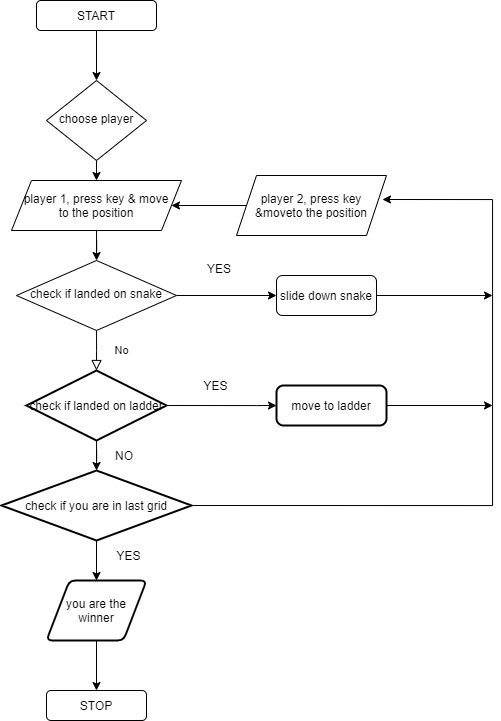 START
choose player
player 1, press key & move
to the position
player 2, press key
&moveto the position
YES
check if landed on snake
slide down snake
No
YES
check if landed on ladder
move to ladder
NO
check if you are in last grid
YES
you are the
winner
STOP